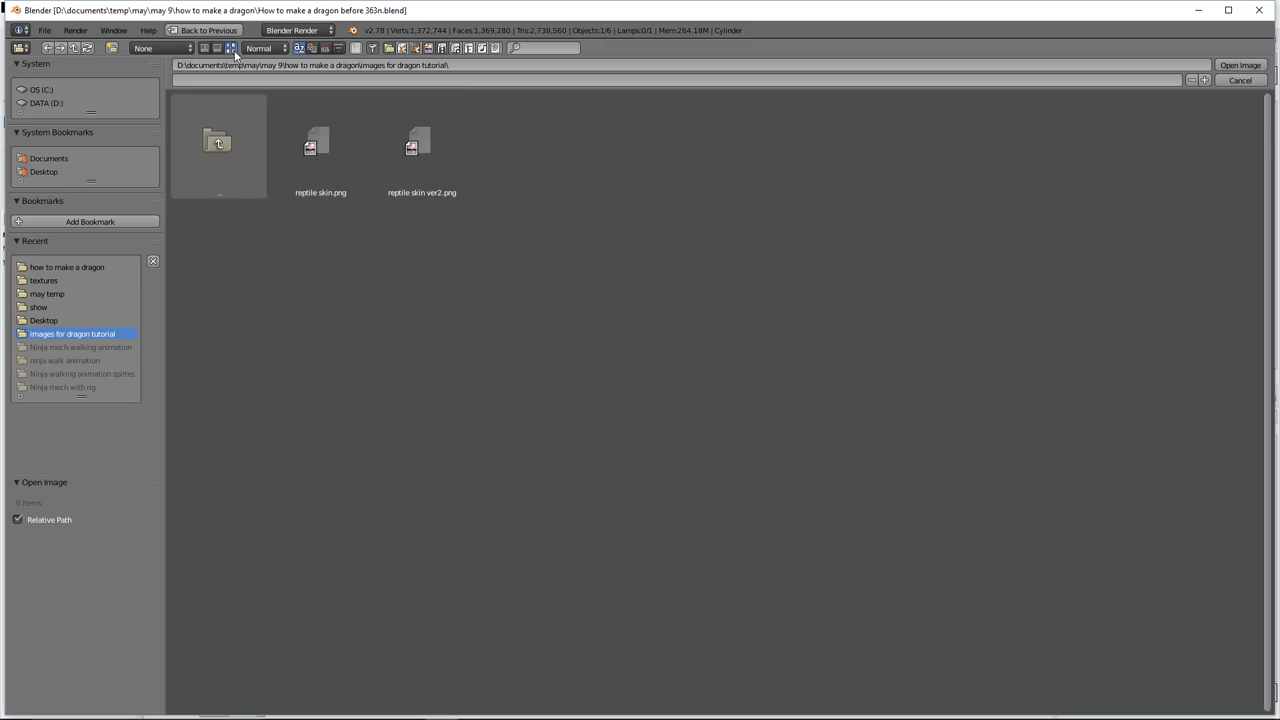 Blender [D:\documents\temp\may\may 9\how to make a dragon\How to make a dragon before 363n.blend]
File Render Window Help Back to Previous Blender Render v2.78 | Verts:1,372,744 | Faces:1,369,280 | Tris:2,738,560 | Objects:1/6 | Lamps:0/1 | Mem:264.18M | Cylinder
None Normal
System
D:\documents\temp\may\may 9\how to make a dragon\images for dragon tutorial\ Open Image
Cancel
OS (C:)
DATA (D:)
System Bookmarks
Documents
Desktop
..
reptile skin.png
reptile skin ver2.png
Bookmarks
Add Bookmark
Recent
how to make a dragon
textures
may temp
show
Desktop
images for dragon tutorial
Ninja mech walking animation
ninja walk animation
Ninja walking animation spirtes
Ninja mech with rig
Open Image
0 items
Relative Path